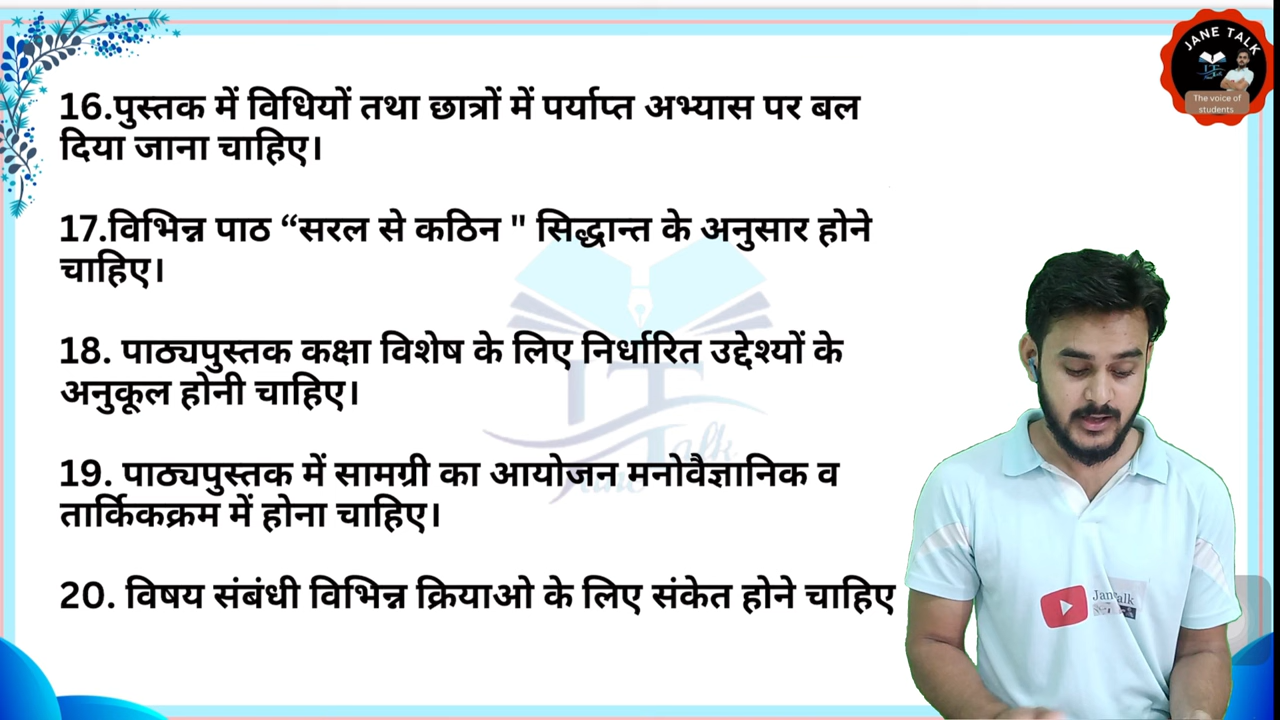 JANE TALK
The voice of
students
16.पुस्तक में विधियों तथा छात्रों में पर्याप्त अभ्यास पर बल
दिया जाना चाहिए।
17.विभिन्न पाठ “सरल से कठिन " सिद्धान्त के अनुसार होने
चाहिए।
18. पाठ्यपुस्तक कक्षा विशेष के लिए निर्धारित उद्देश्यों के
अनुकूल होनी चाहिए।
19. पाठ्यपुस्तक में सामग्री का आयोजन मनोवैज्ञानिक व
तार्किकक्रम में होना चाहिए।
20. विषय संबंधी विभिन्न क्रियाओ के लिए संकेत होने चाहिए